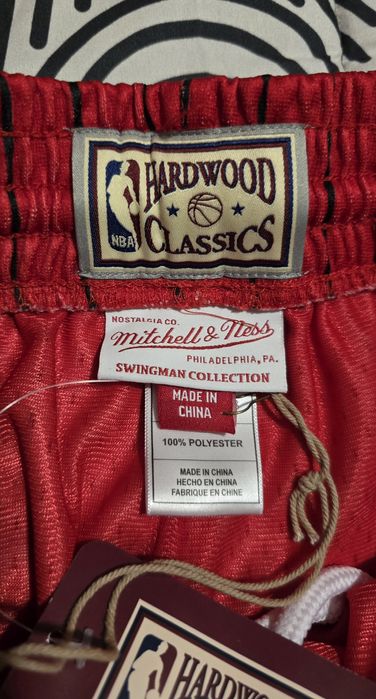 HARDWOOD
NBA
CLASSICS
NOSTALGIA CO.
Mitchell & Ness
PHILADELPHIA, PA.
SWINGMAN COLLECTION
MADE IN
CHINA
100% POLYESTER
MADE IN CHINA
HECHO EN CHINA
FABRIQUE EN CHINE
HARDWOOD